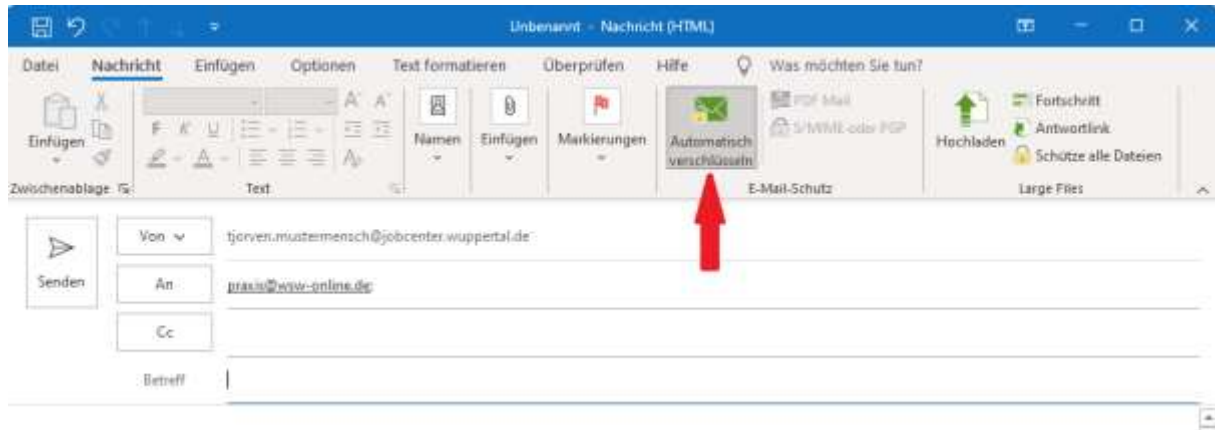 Unbenannt - Nachricht (HTML)
Datei Nachricht Einfügen Optionen Text formatieren Überprüfen Hilfe Was möchten Sie tun?
Einfügen
F K U
A
Namen
Einfügen
Markierungen
Automatisch
verschlüsseln
PDF Mail
S/MIME oder PGP
Hochladen
Fortschritt
Antwortlink
Schütze alle Dateien
Zwischenablage Text E-Mail-Schutz Large Files
Senden
Von tjorven.mustermensch@jobcenter.wuppertal.de
An praxis@wsw-online.de;
Cc
Betreff